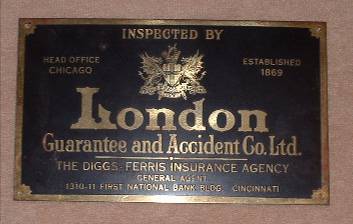 INSPECTED BY
HEAD OFFICE
CHICAGO
ESTABLISHED
1869
London
Guarantee and Accident Co. Ltd.
THE DIGGS-FERRIS INSURANCE AGENCY
GENERAL AGENT
1310-11 FIRST NATIONAL BANK BLDG. CINCINNATI